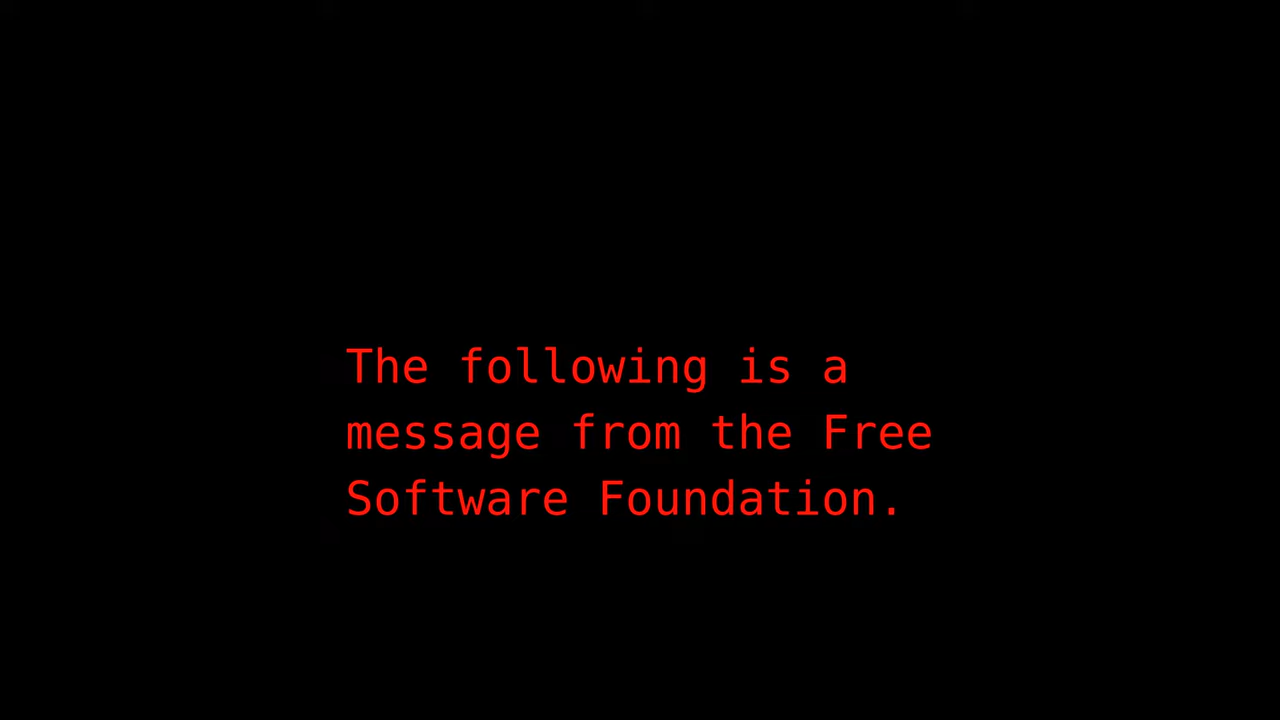 The following is a
message from the Free
Software Foundation.